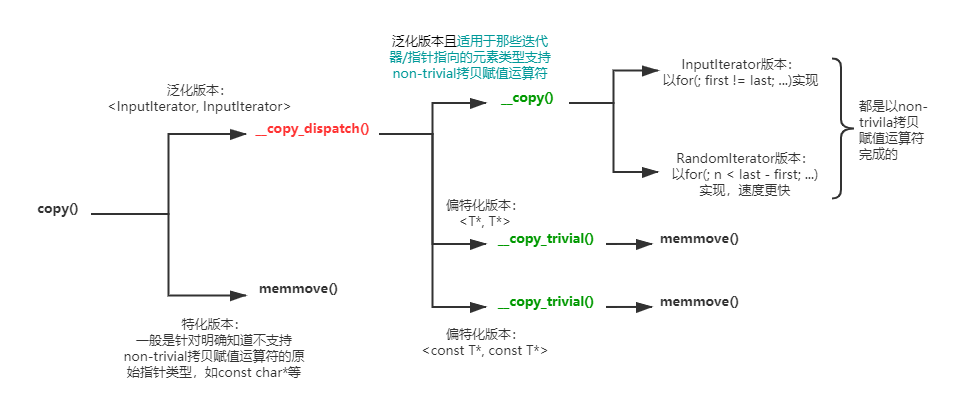 泛化版本且适用于那些迭代
器/指针指向的元素类型支持
non-trivial拷贝赋值运算符
泛化版本：
<InputIterator, InputIterator>
__copy_dispatch()
__copy()
InputIterator版本：
以for(; first != last; ...)实现
RandomIterator版本：
以for(; n < last - first; ...)
实现，速度更快
都是以non-
trivila拷贝
赋值运算符
完成的
copy()
偏特化版本：
<T*, T*>
__copy_trivial()
memmove()
memmove()
特化版本：
一般是针对明确知道不支持
non-trivial拷贝赋值运算符的原
始指针类型，如const char*等
__copy_trivial()
memmove()
偏特化版本：
<const T*, const T*>